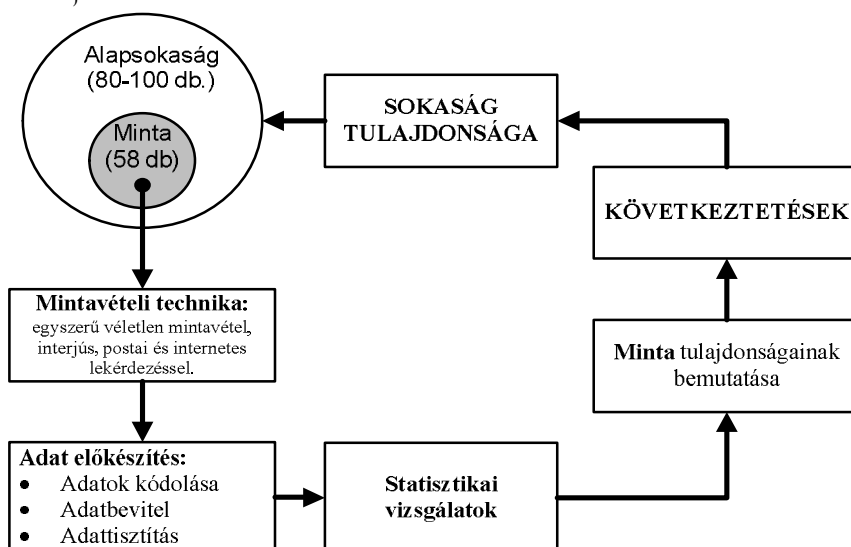 Alapsokaság
(80-100 db.)
Minta
(58 db)
SOKASÁG
TULAJDONSÁGA
KÖVETKEZTETÉSEK
Mintavételi technika:
egyszerű véletlen mintavétel,
interjús, postai és internetes
lekérdezéssel.
Minta tulajdonságainak
bemutatása
Adat előkészítés:
• Adatok kódolása
• Adatbevitel
• Adattisztítás
Statisztikai
vizsgálatok